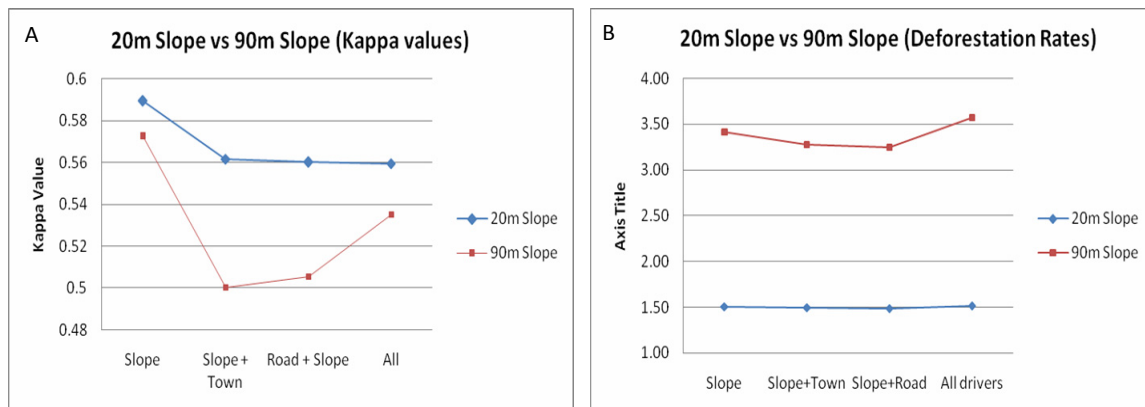 A
20m Slope vs 90m Slope (Kappa values)
0.6
0.58
0.56
0.54
0.52
0.5
0.48
Kappa Value
Slope
Slope +
Town
Road + Slope
All
20m Slope
90m Slope
B
20m Slope vs 90m Slope (Deforestation Rates)
4.00
3.50
3.00
2.50
2.00
1.50
1.00
Axis Title
Slope
Slope+Town
Slope+Road
All drivers
20m Slope
90m Slope